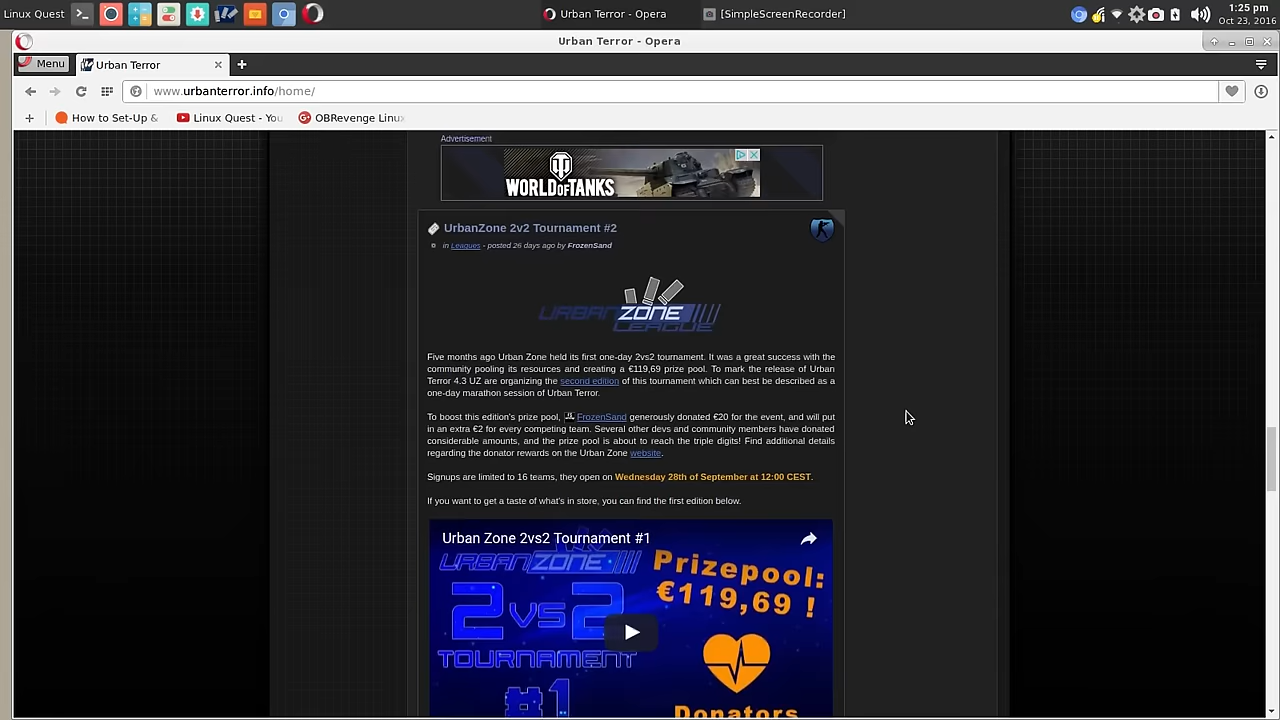 Linux Quest
Urban Terror - Opera
[SimpleScreenRecorder]
1:25 pm
Oct 23, 2016
Urban Terror - Opera
Menu
Urban Terror
www.urbanterror.info/home/
How to Set-Up &
Linux Quest - You
OBRevenge Linux
Advertisement
WORLD OF TANKS
UrbanZone 2v2 Tournament #2
in Leagues - posted 26 days ago by FrozenSand
URBAN ZONE
LEAGUE
Five months ago Urban Zone held its first one-day 2vs2 tournament. It was a great success with the
community pooling its resources and creating a €119,69 prize pool. To mark the release of Urban
Terror 4.3 UZ are organizing the second edition of this tournament which can best be described as a
one-day marathon session of Urban Terror.
To boost this edition's prize pool, FrozenSand generously donated €20 for the event, and will put
in an extra €2 for every competing team. Several other devs and community members have donated
considerable amounts, and the prize pool is about to reach the triple digits! Find additional details
regarding the donator rewards on the Urban Zone website.
Signups are limited to 16 teams, they open on Wednesday 28th of September at 12:00 CEST.
If you want to get a taste of what's in store, you can find the first edition below.
Urban Zone 2vs2 Tournament #1
URBAN ZONE
2vs2
TOURNAMENT
#1
Prizepool:
€119,69 !
Donators